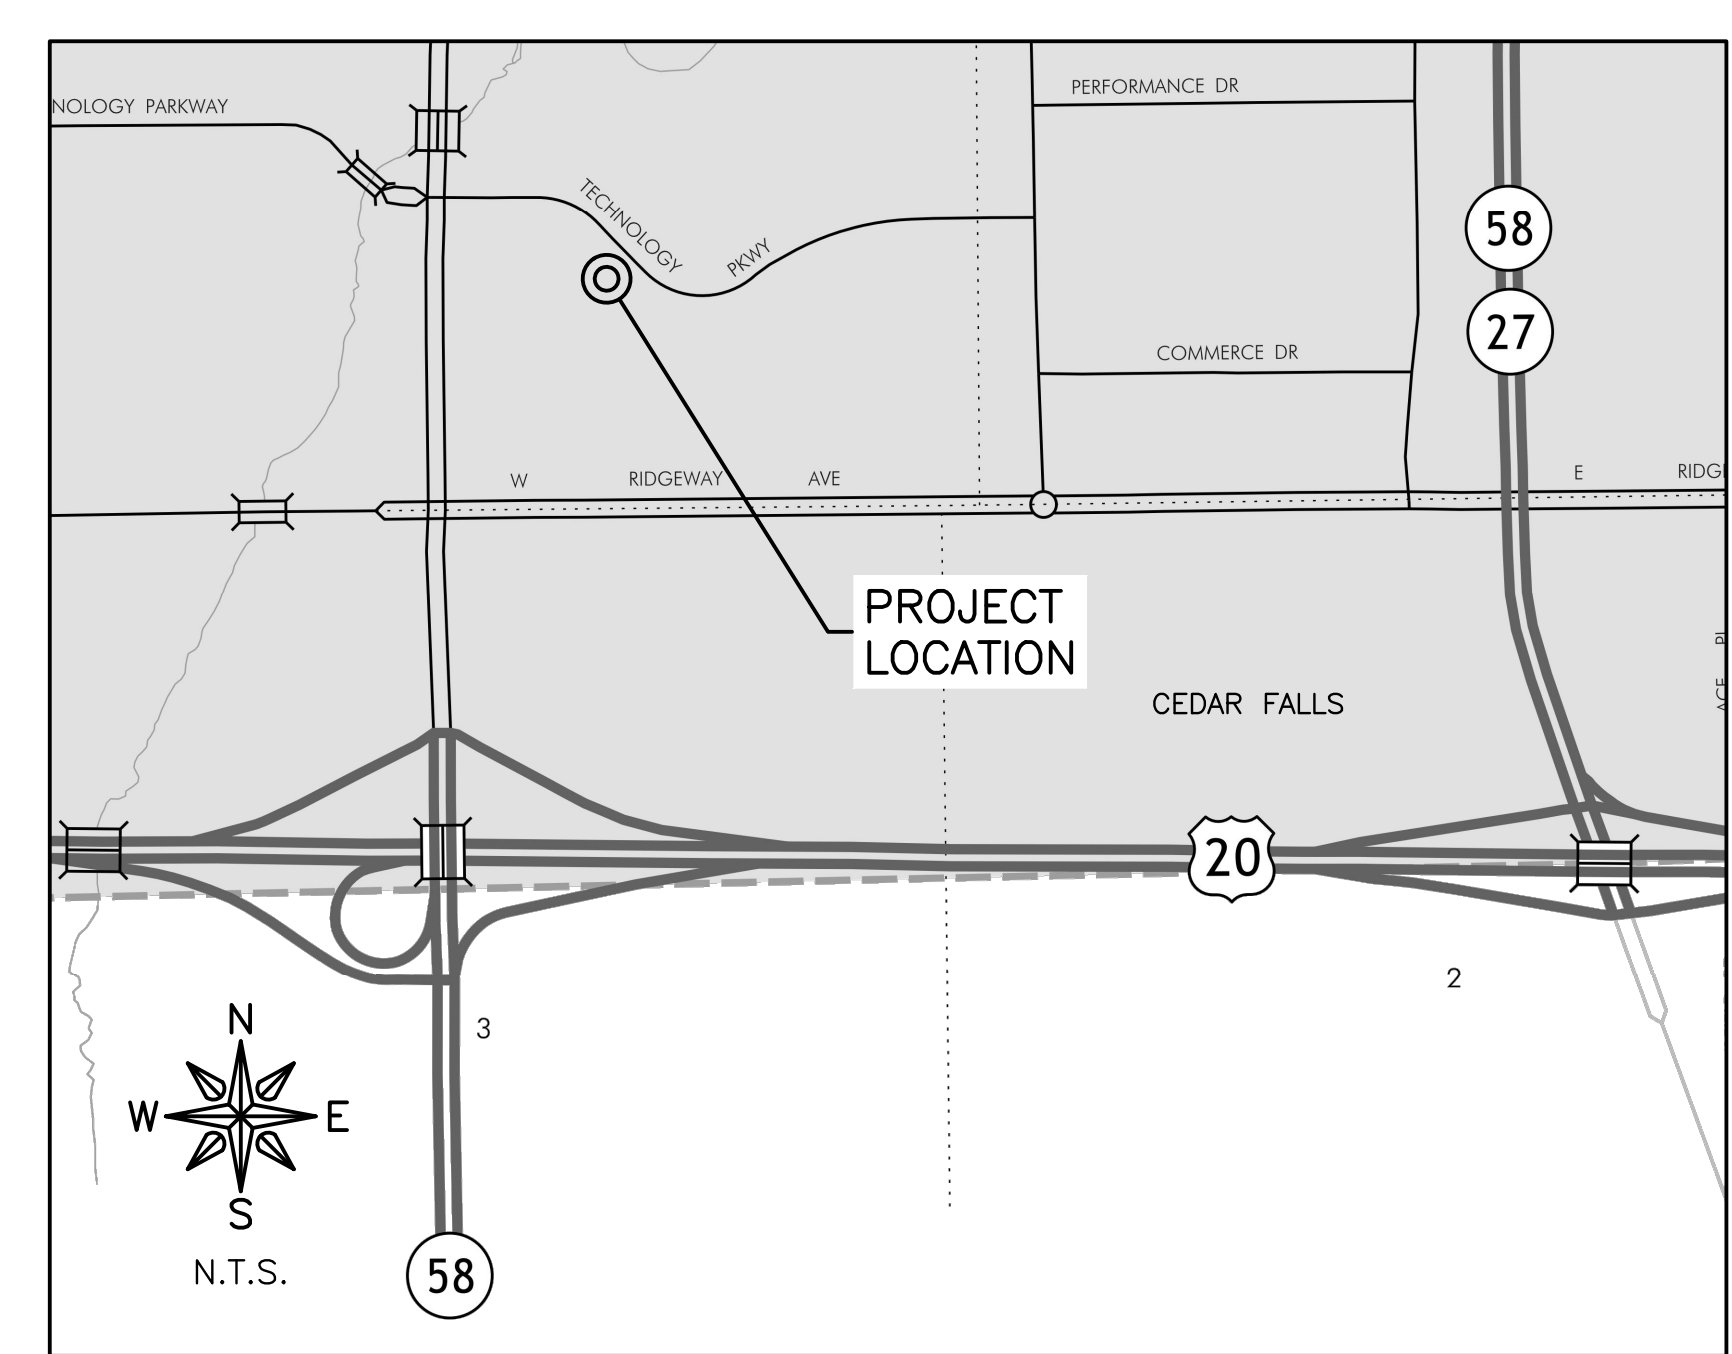 PERFORMANCE DR
NOLOGY PARKWAY
TECHNOLOGY PKWY
58
27
COMMERCE DR
W RIDGEWAY AVE
E RIDG
PROJECT
LOCATION
PL
CEDAR FALLS
20
2
3
N
W E
S
N.T.S.
58